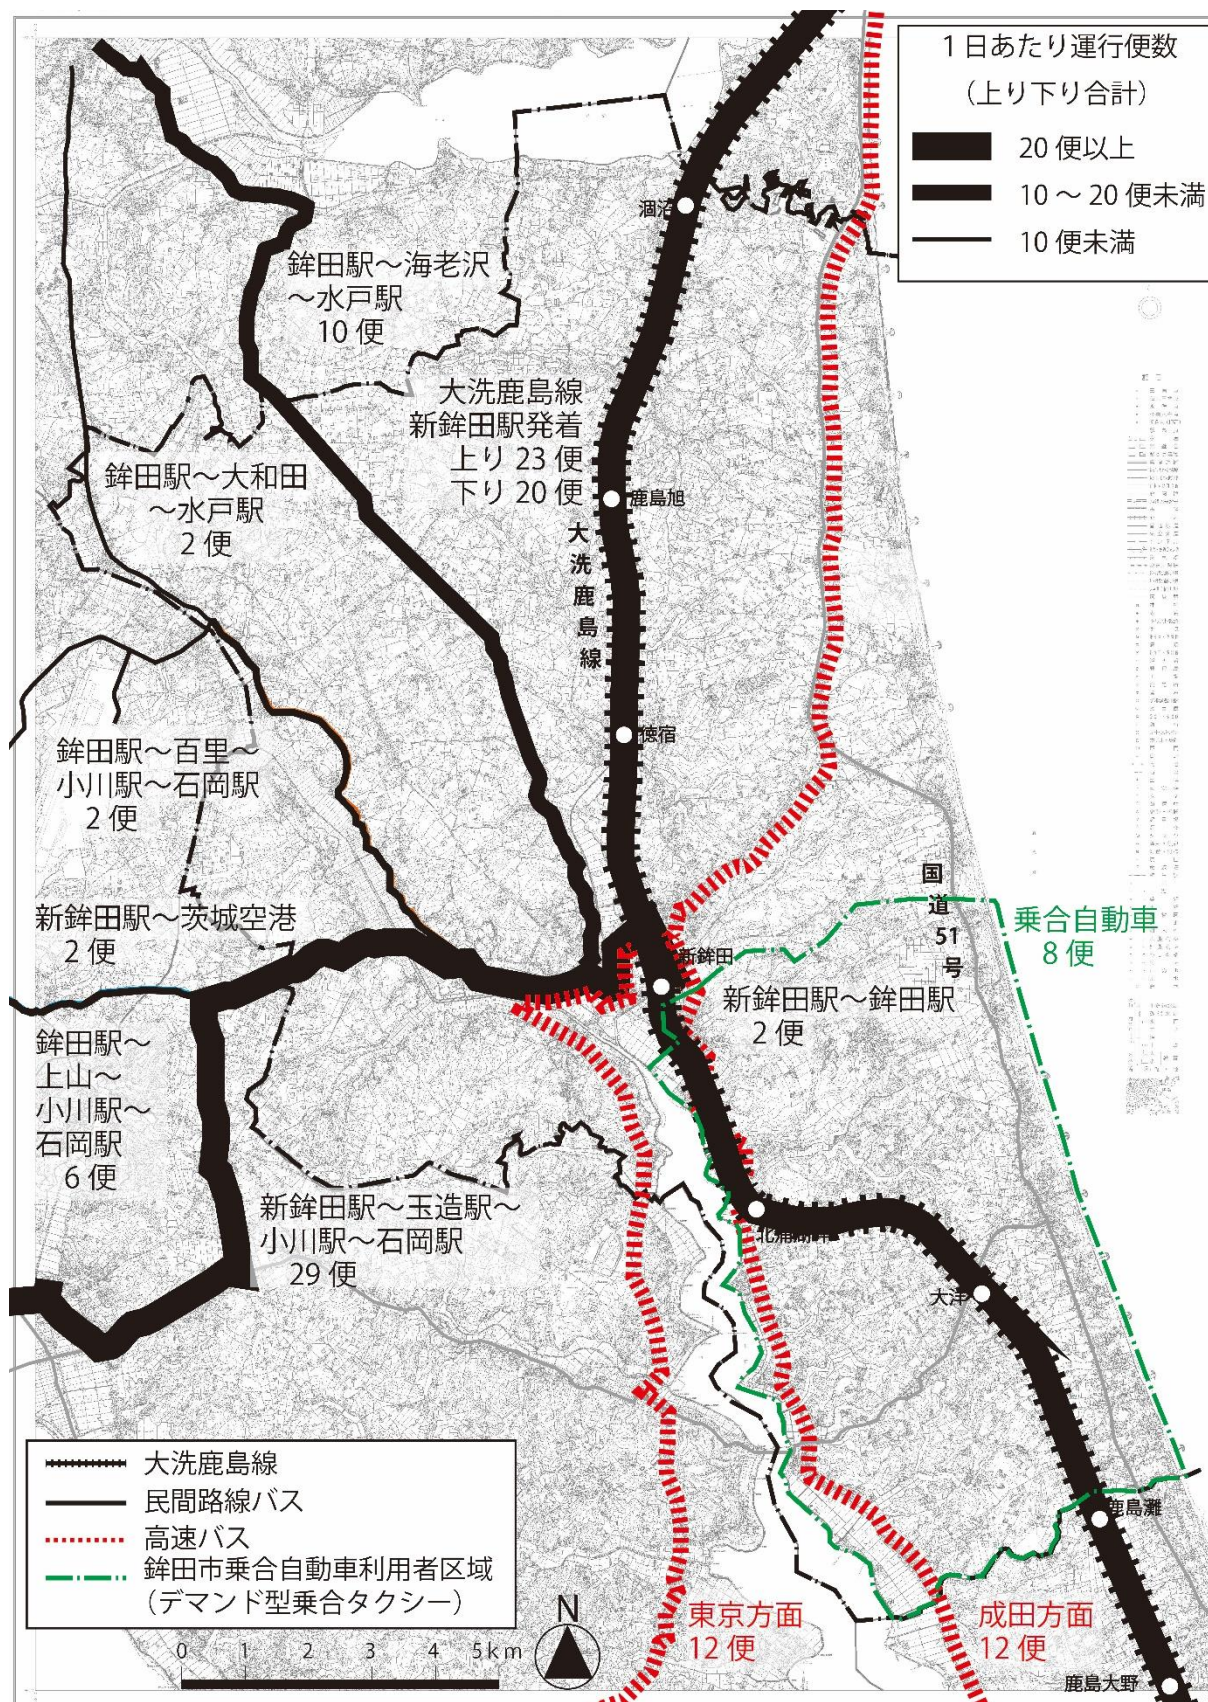 1日あたり運行便数
(上り下り合計)
20便以上
10～20便未満
10便未満
涸沼
鉾田駅～海老沢
～水戸駅
10便
大洗鹿島線
新鉾田駅発着
上り23便
下り20便
鹿島旭
鉾田駅～大和田
～水戸駅
2便
大洗鹿島線
徳宿
鉾田駅～百里～
小川駅～石岡駅
2便
国道51号
新鉾田駅～茨城空港
2便
乗合自動車
8便
新鉾田
新鉾田駅～鉾田駅
2便
鉾田駅～
上山～
小川駅～
石岡駅
6便
新鉾田駅～玉造駅～
小川駅～石岡駅
29便
大洋
大洗鹿島線
民間路線バス
高速バス
鉾田市乗合自動車利用者区域
(デマンド型乗合タクシー)
鹿島灘
東京方面
12便
成田方面
12便
N
0 1 2 3 4 5km
鹿島大野